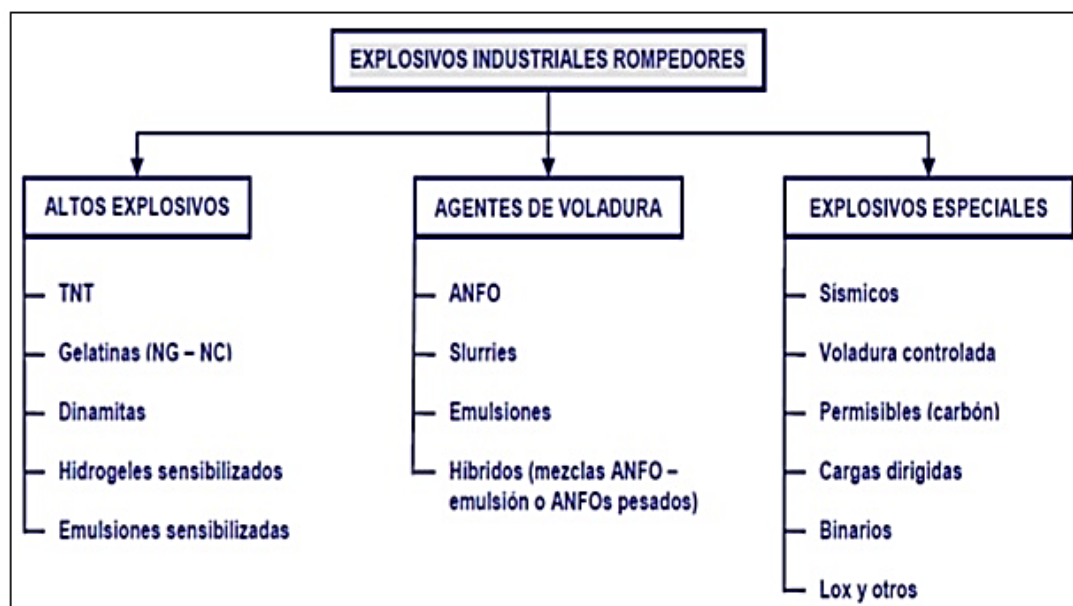 EXPLOSIVOS INDUSTRIALES ROMPEDORES
ALTOS EXPLOSIVOS
TNT
Gelatinas (NG – NC)
Dinamitas
Hidrogeles sensibilizados
Emulsiones sensibilizadas
AGENTES DE VOLADURA
ANFO
Slurries
Emulsiones
Híbridos (mezclas ANFO –
emulsión o ANFOs pesados)
EXPLOSIVOS ESPECIALES
Sísmicos
Voladura controlada
Permisibles (carbón)
Cargas dirigidas
Binarios
Lox y otros